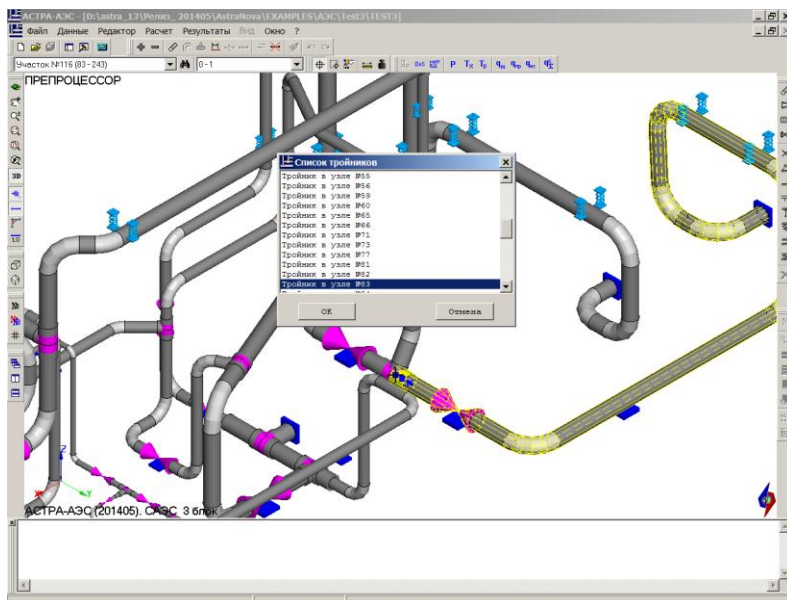 АСТРА-АЭС - [D:\astra_13\Релиз_ 201405\AstraNova\EXAMPLES\АЭС\Test3\TEST3]
Файл Данные Редактор Расчет Результаты Вид Окно ?
Участок №116 (83 - 243) 0 - 1
P Tx Tp
ПРЕПРОЦЕССОР
3D
Список тройников
Тройник в узле №55
Тройник в узле №56
Тройник в узле №59
Тройник в узле №60
Тройник в узле №65
Тройник в узле №66
Тройник в узле №71
Тройник в узле №73
Тройник в узле №77
Тройник в узле №81
Тройник в узле №82
Тройник в узле №83
OK Отмена
Z
X
Y
АСТРА-АЭС (201405). САЭС 3 блок